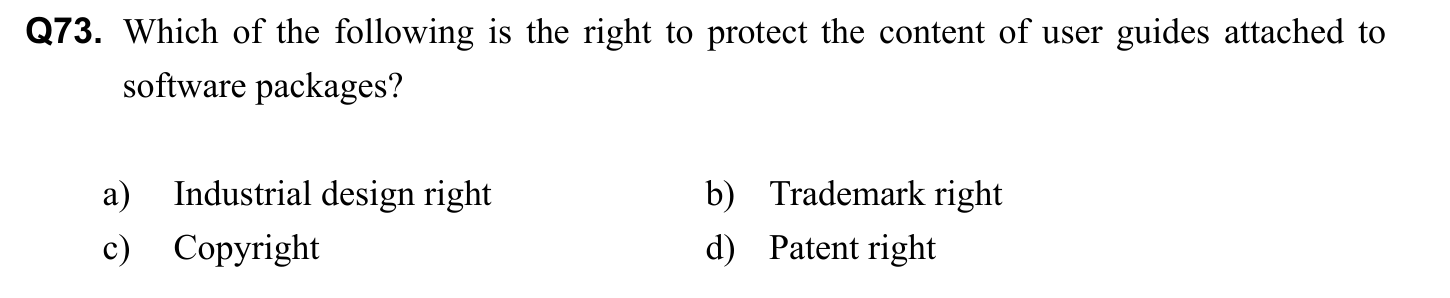 Q73. Which of the following is the right to protect the content of user guides attached to
software packages?
a) Industrial design right b) Trademark right
c) Copyright d) Patent right